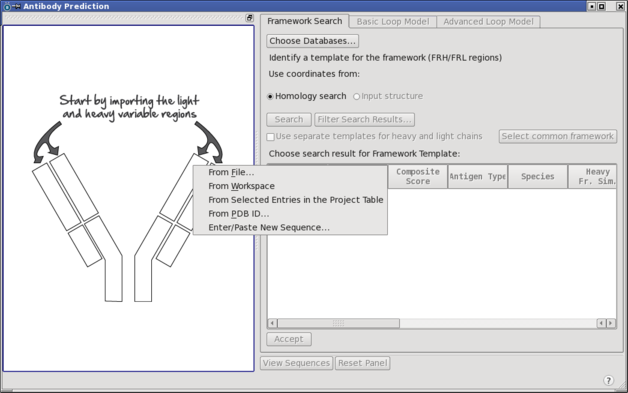 Antibody Prediction
Start by importing the light
and heavy variable regions
Framework Search
Basic Loop Model
Advanced Loop Model
Choose Databases...
Identify a template for the framework (FRH/FRL regions)
Use coordinates from:
Homology search
Input structure
Search
Filter Search Results...
Use separate templates for heavy and light chains
Select common framework
Choose search result for Framework Template:
From File...
From Workspace
From Selected Entries in the Project Table
From PDB ID...
Enter/Paste New Sequence...
Composite
Score
Antigen Type
Species
Heavy
Fr. Sim.
Accept
View Sequences
Reset Panel
?